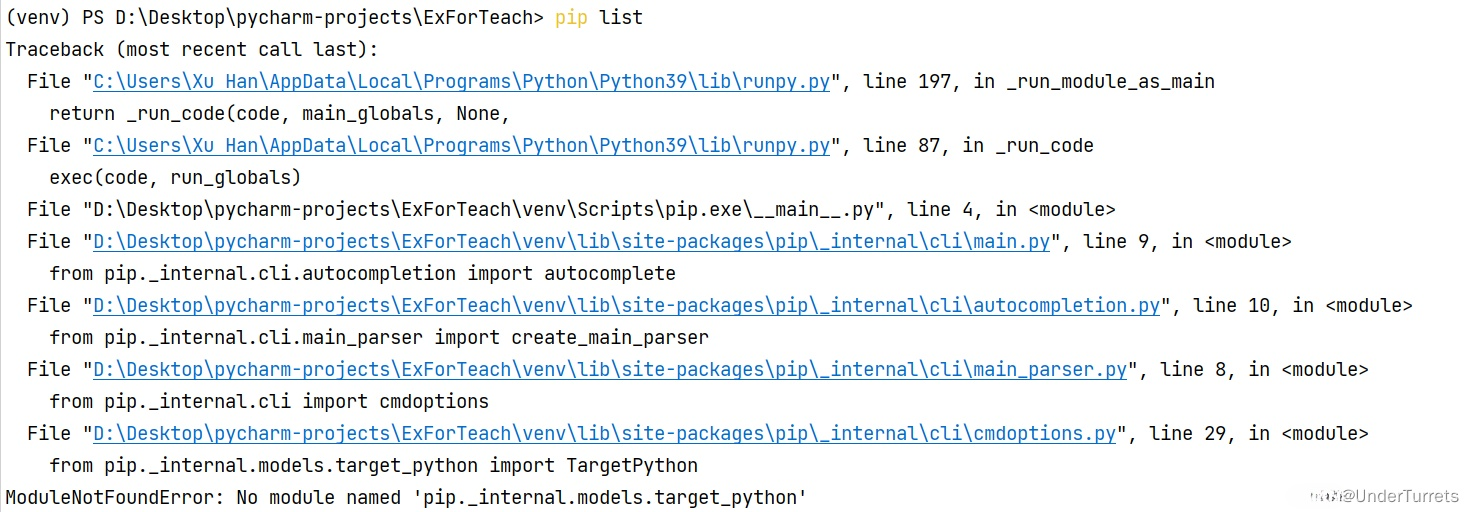 (venv) PS D:\Desktop\pycharm-projects\ExForTeach> pip list
Traceback (most recent call last):
  File "C:\Users\Xu Han\AppData\Local\Programs\Python\Python39\lib\runpy.py", line 197, in _run_module_as_main
    return _run_code(code, main_globals, None,
  File "C:\Users\Xu Han\AppData\Local\Programs\Python\Python39\lib\runpy.py", line 87, in _run_code
    exec(code, run_globals)
  File "D:\Desktop\pycharm-projects\ExForTeach\venv\Scripts\pip.exe\__main__.py", line 4, in <module>
  File "D:\Desktop\pycharm-projects\ExForTeach\venv\lib\site-packages\pip\_internal\cli\main.py", line 9, in <module>
    from pip._internal.cli.autocompletion import autocomplete
  File "D:\Desktop\pycharm-projects\ExForTeach\venv\lib\site-packages\pip\_internal\cli\autocompletion.py", line 10, in <module>
    from pip._internal.cli.main_parser import create_main_parser
  File "D:\Desktop\pycharm-projects\ExForTeach\venv\lib\site-packages\pip\_internal\cli\main_parser.py", line 8, in <module>
    from pip._internal.cli import cmdoptions
  File "D:\Desktop\pycharm-projects\ExForTeach\venv\lib\site-packages\pip\_internal\cli\cmdoptions.py", line 29, in <module>
    from pip._internal.models.target_python import TargetPython
ModuleNotFoundError: No module named 'pip._internal.models.target_python'
@UnderTurrets